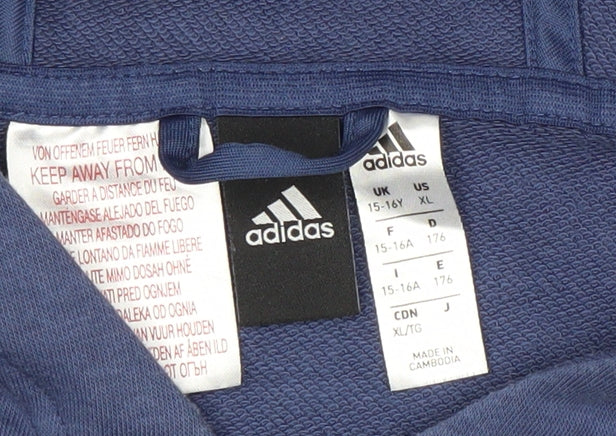 VON OFFENEM FEUER FERN
KEEP AWAY FROM
GARDER A DISTANCE DU FEU
MANTENGASE ALEJADO DEL FUEGO
MANTER AFASTADO DO FOGO
LONTANO DA FIAMME LIBERE
MIMO DOSAH OHNĚ
PRED OGNJEM
DALEKA OD OGNIA
VAN VUUR HOUDEN
AF ÅBEN ILD
ОТ ОГЪН
adidas
adidas
UK US
15-16Y XL
F D
15-16A 176
I E
15-16A 176
CDN J
XL/TG
MADE IN
CAMBODIA